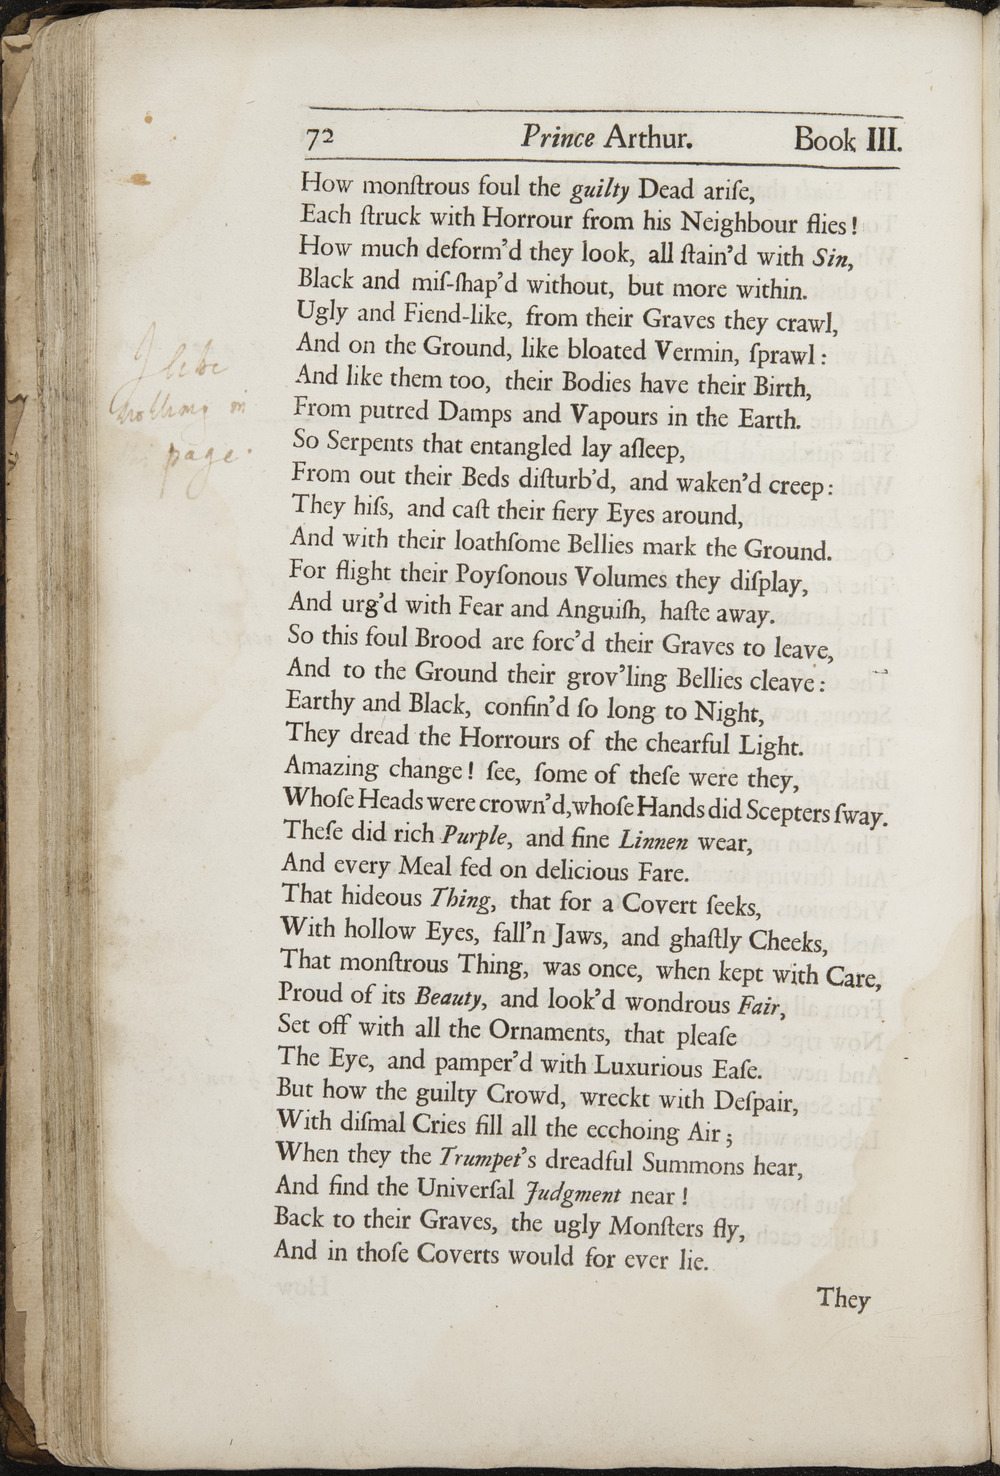 72 Prince Arthur. Book III.
How monſtrous foul the guilty Dead ariſe,
Each ſtruck with Horrour from his Neighbour flies!
How much deform'd they look, all ſtain'd with Sin,
Black and miſ-ſhap'd without, but more within.
Ugly and Fiend-like, from their Graves they crawl,
And on the Ground, like bloated Vermin, ſprawl:
And like them too, their Bodies have their Birth,
From putred Damps and Vapours in the Earth.
So Serpents that entangled lay aſleep,
From out their Beds diſturb'd, and waken'd creep:
They hiſs, and caſt their fiery Eyes around,
And with their loathſome Bellies mark the Ground.
For flight their Poyſonous Volumes they diſplay,
And urg'd with Fear and Anguiſh, haſte away.
So this foul Brood are forc'd their Graves to leave,
And to the Ground their grov'ling Bellies cleave:
Earthy and Black, confin'd ſo long to Night,
They dread the Horrours of the chearful Light.
Amazing change! ſee, ſome of theſe were they,
Whoſe Heads were crown'd, whoſe Hands did Scepters ſway.
Theſe did rich Purple, and fine Linnen wear,
And every Meal fed on delicious Fare.
That hideous Thing, that for a Covert ſeeks,
With hollow Eyes, fall'n Jaws, and ghaſtly Cheeks,
That monſtrous Thing, was once, when kept with Care,
Proud of its Beauty, and look'd wondrous Fair,
Set off with all the Ornaments, that pleaſe
The Eye, and pamper'd with Luxurious Eaſe.
But how the guilty Crowd, wreckt with Deſpair,
With diſmal Cries fill all the ecchoing Air;
When they the Trumpet's dreadful Summons hear,
And find the Univerſal Judgment near!
Back to their Graves, the ugly Monſters fly,
And in thoſe Coverts would for ever lie.
They
I like
nothing in
page.